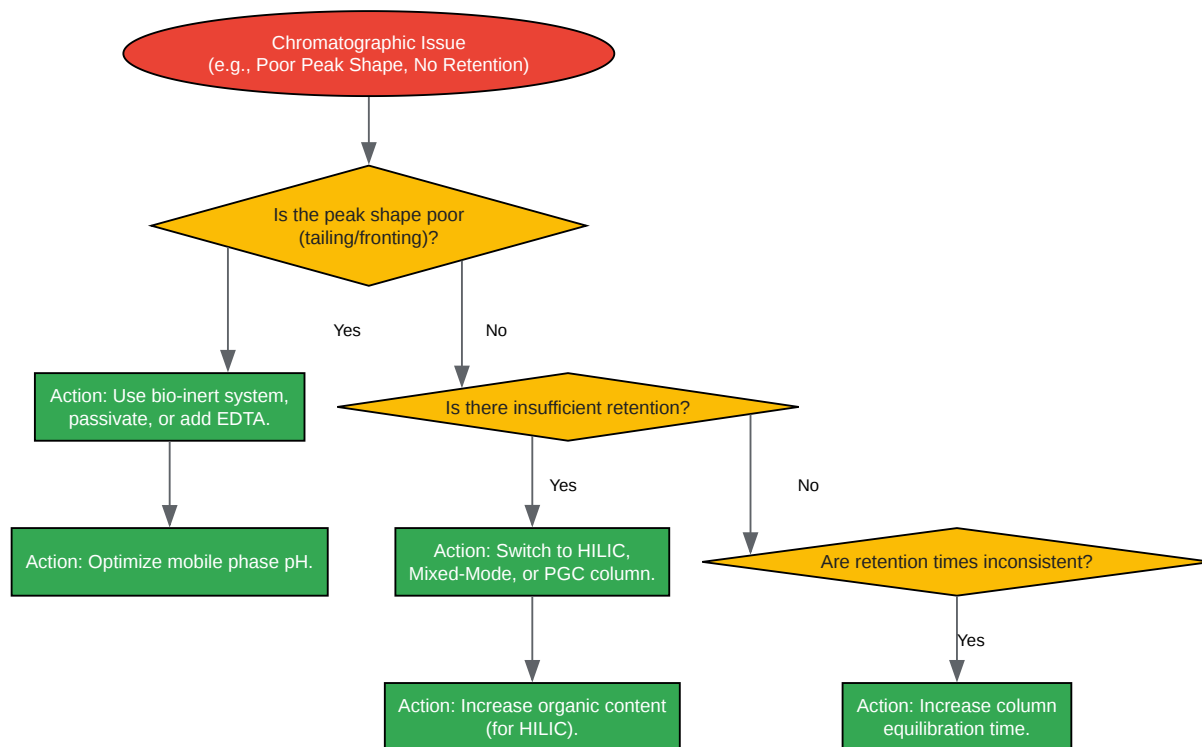 Chromatographic Issue
(e.g., Poor Peak Shape, No Retention)
Is the peak shape poor
(tailing/fronting)?
Yes
No
Action: Use bio-inert system,
passivate, or add EDTA.
Is there insufficient retention?
Yes
No
Action: Optimize mobile phase pH.
Action: Switch to HILIC,
Mixed-Mode, or PGC column.
Are retention times inconsistent?
Yes
Action: Increase organic content
(for HILIC).
Action: Increase column
equilibration time.